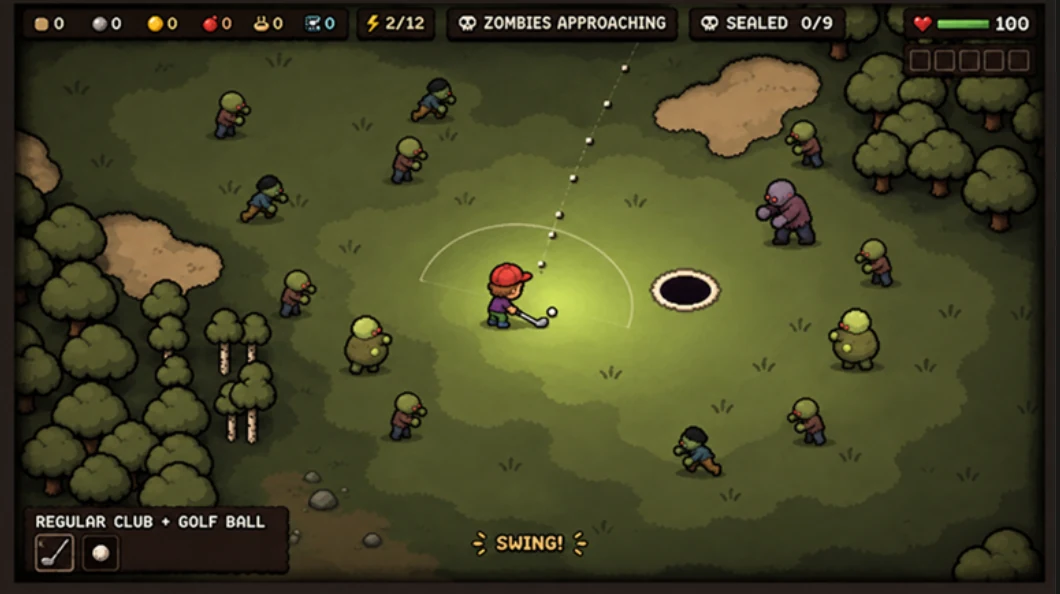 0 0 0 0 0 0 2/12 ZOMBIES APPROACHING SEALED 0/9 100
REGULAR CLUB + GOLF BALL
SWING!